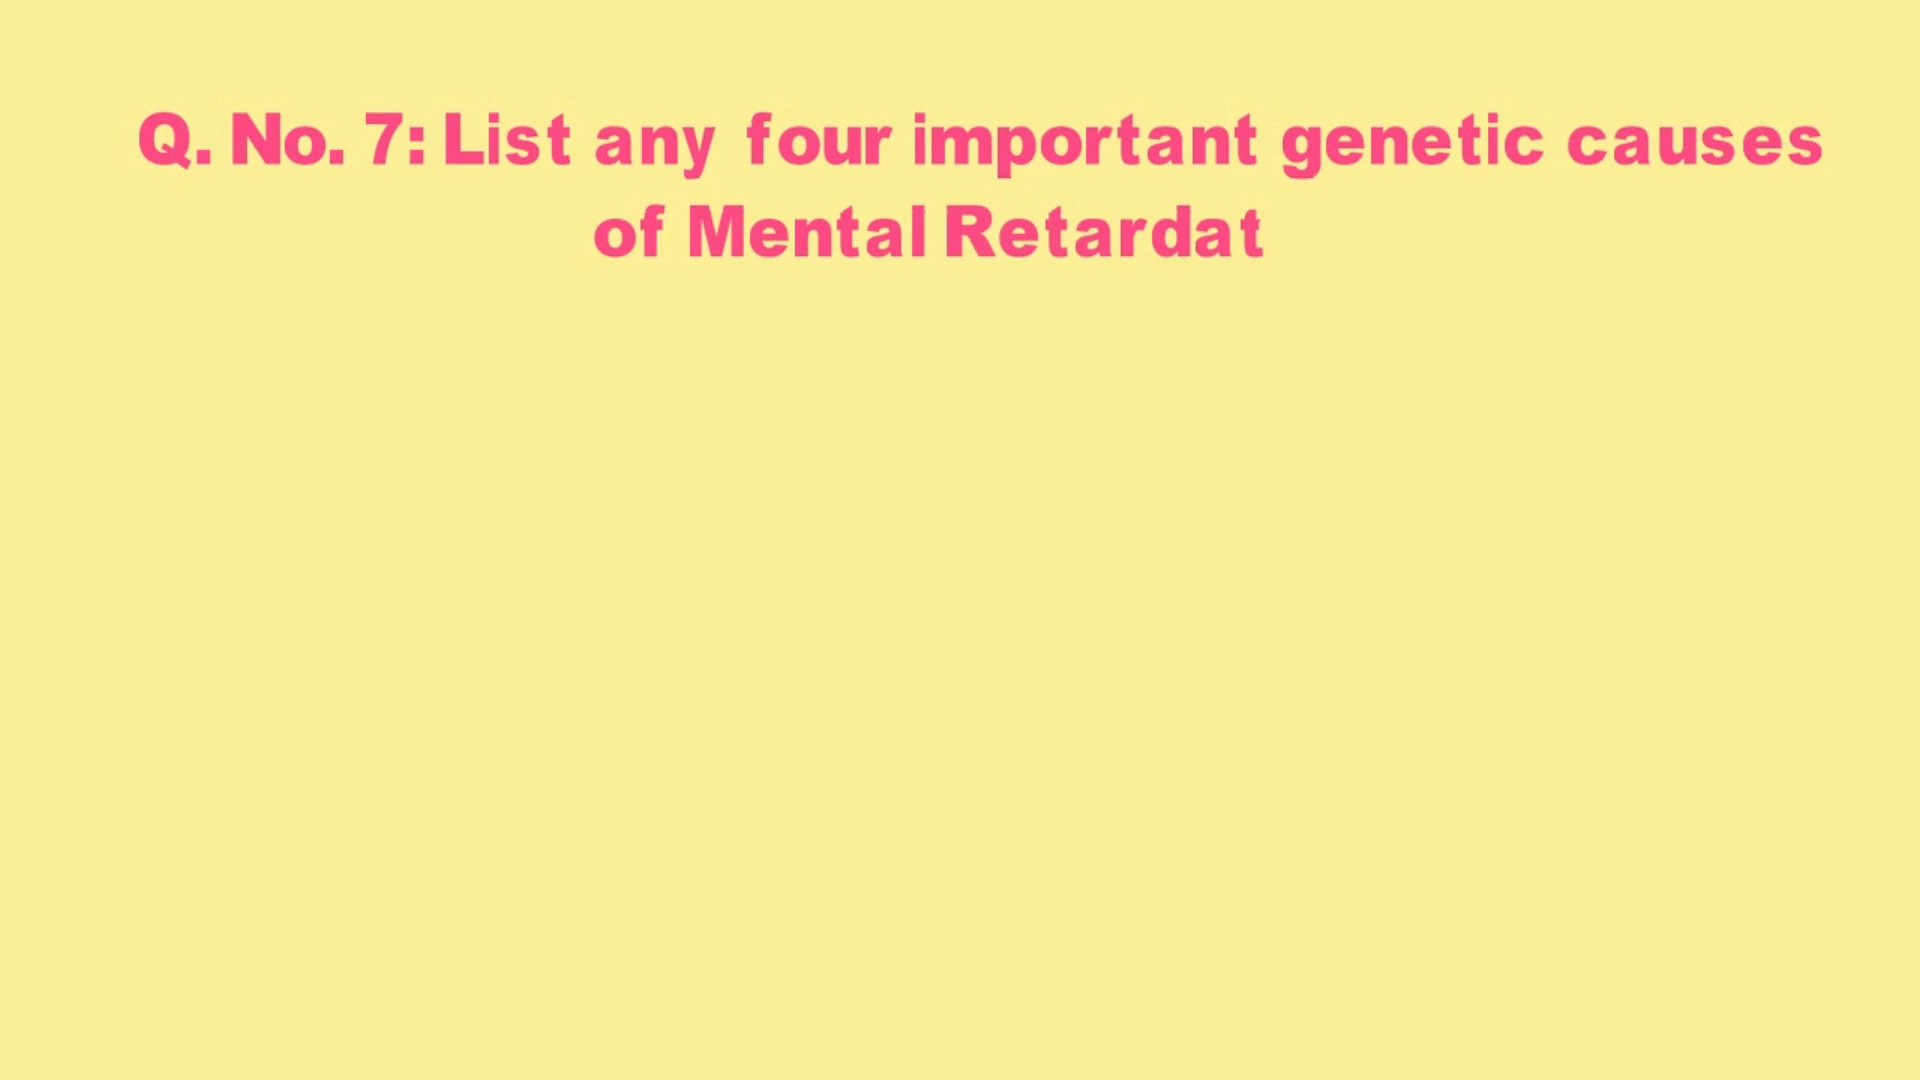 Q. No. 7: List any four important genetic causes
of Mental Retardat